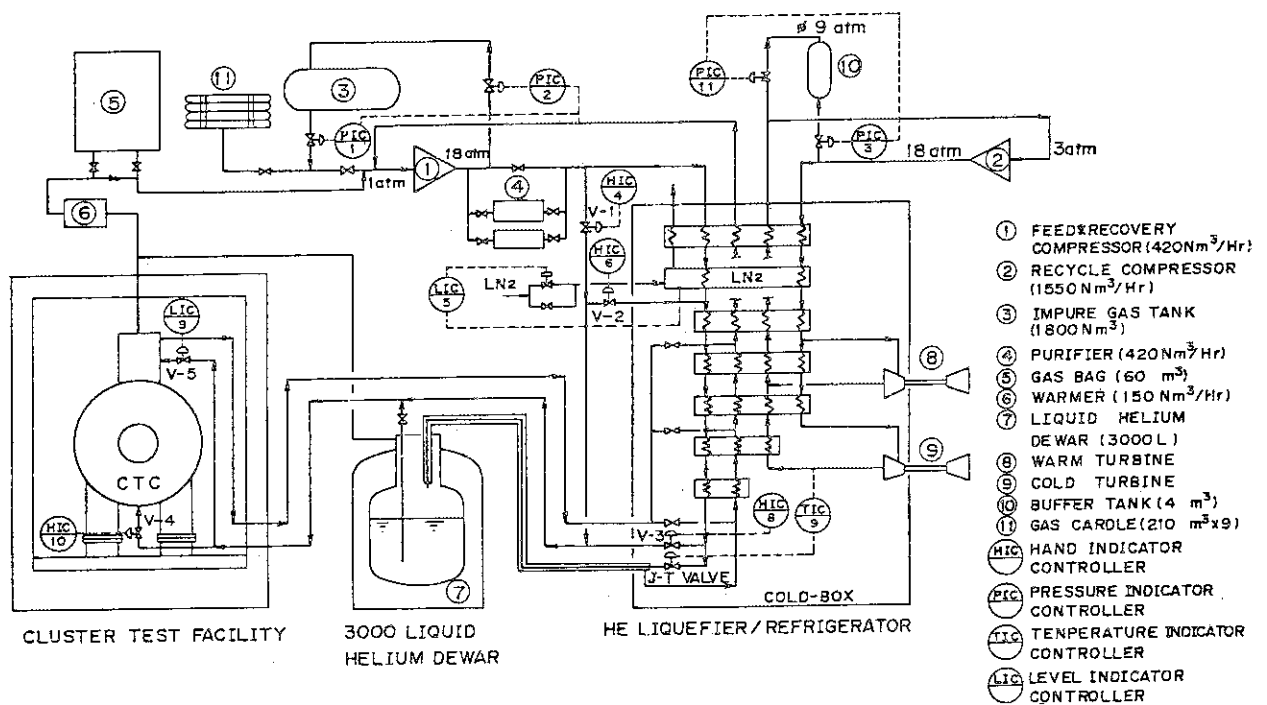 ⌀ 9 atm
⑪
⑤
③
PIC
2
PIC
11
⑩
PIC
1
18 atm
①
1atm
④
HIC
4
V-1
PIC
3
18atm
②
3atm
⑥
HIC
6
LIC
5
LN2
LN2
V-2
LIC
9
V-5
⑧
CTC
⑨
HIC
10
V-4
HIC
8
TIC
9
V-3
J-T VALVE
⑦
COLD-BOX
CLUSTER TEST FACILITY
3000 LIQUID
HELIUM DEWAR
HE LIQUEFIER/REFRIGERATOR
① FEED&RECOVERY
COMPRESSOR (420Nm³/Hr)
② RECYCLE COMPRESSOR
(1550Nm³/Hr)
③ IMPURE GAS TANK
(1800Nm³)
④ PURIFIER (420Nm³/Hr)
⑤ GAS BAG (60 m³)
⑥ WARMER (150Nm³/Hr)
⑦ LIQUID HELIUM
DEWAR (3000L)
⑧ WARM TURBINE
⑨ COLD TURBINE
⑩ BUFFER TANK (4 m³)
⑪ GAS CARDLE (210 m³x9)
HIC HAND INDICATOR
CONTROLLER
PIC PRESSURE INDICATOR
CONTROLLER
TIC TENPERATURE INDICATOR
CONTROLLER
LIC LEVEL INDICATOR
CONTROLLER